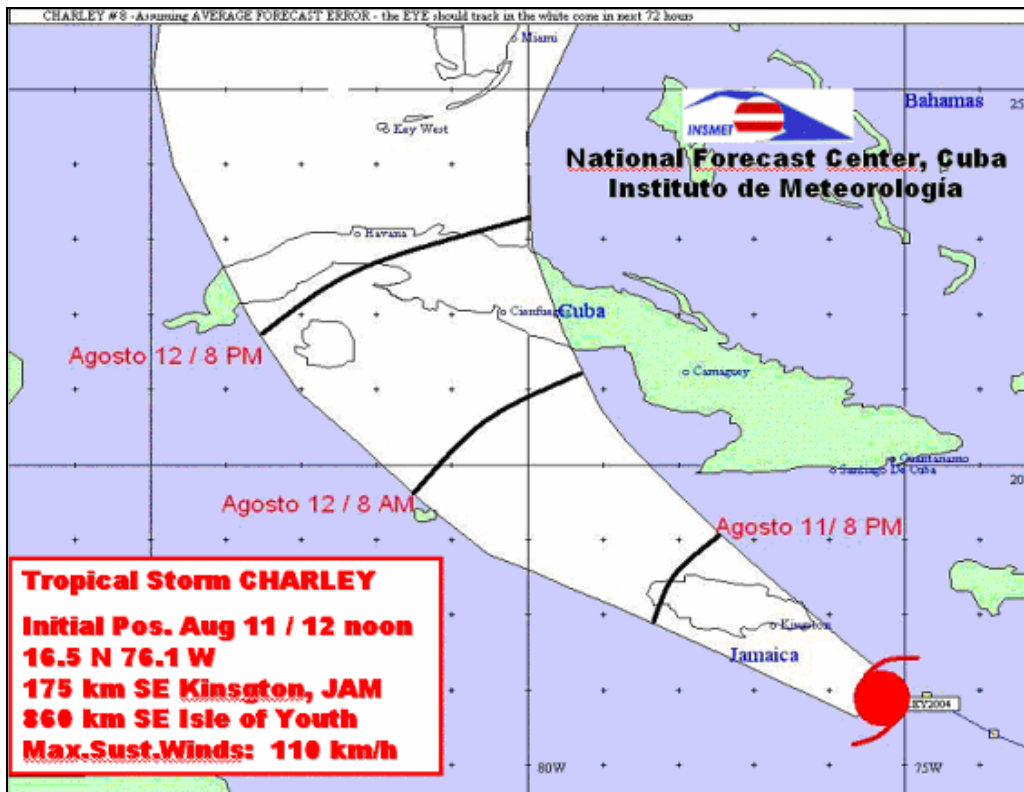 CHARLEY # 8 -Assuming AVERAGE FORECAST ERROR - the EYE should track in the white cone in next 72 hours
Miami
Bahamas
25
INSMET
Key West
National Forecast Center, Cuba
Instituto de Meteorología
Havana
Cienfue
Cuba
Agosto 12 / 8 PM
Camaguey
Guantanamo
Santiago De Cuba
20
Agosto 12 / 8 AM
Agosto 11/ 8 PM
Tropical Storm CHARLEY
Initial Pos. Aug 11 / 12 noon
16.5 N 76.1 W
175 km SE Kinsgton, JAM
860 km SE Isle of Youth
Max.Sust.Winds: 110 km/h
Kingston
Jamaica
EY2004
80W
75W